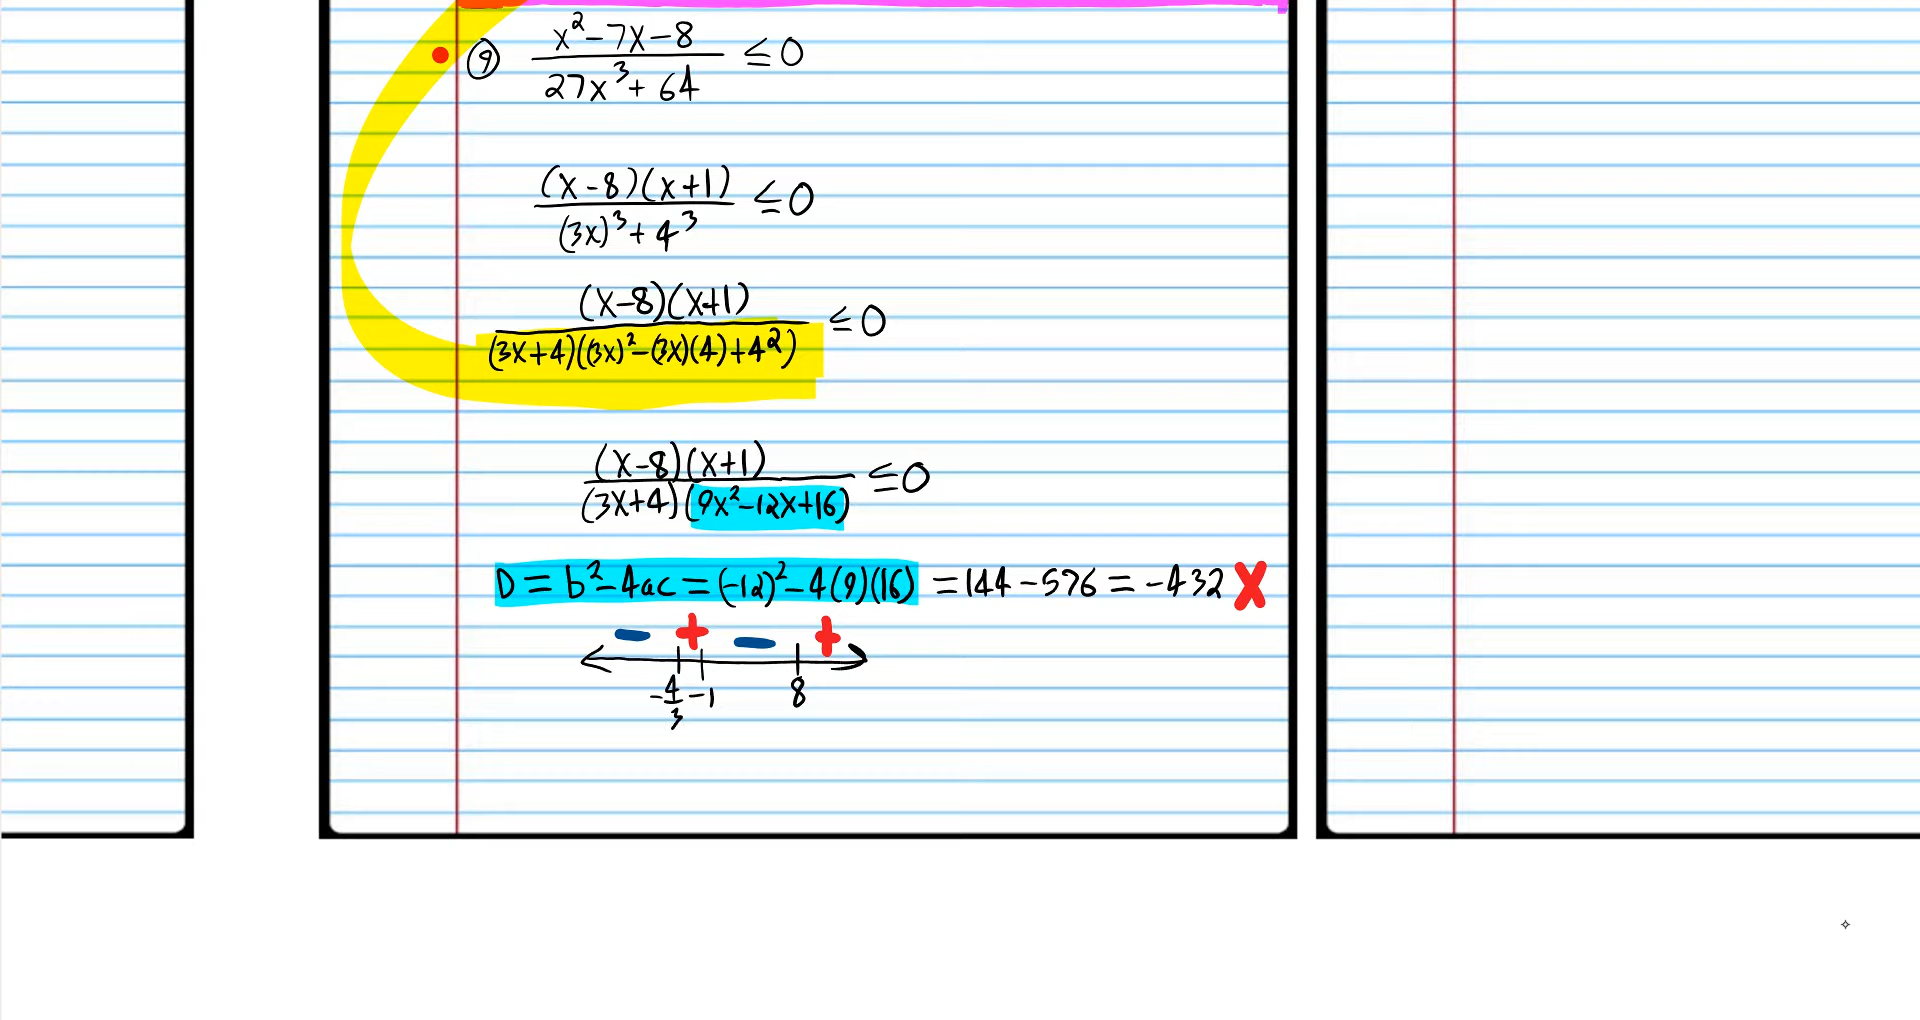 ⑨ x²-7x-8 / 27x³+64 ≤0
(x-8)(x+1) / (3x)³+4³ ≤0
(x-8)(x+1) / (3x+4)((3x)²-(3x)(4)+4²) ≤0
(x-8)(x+1) / (3x+4)(9x²-12x+16) ≤0
D = b²-4ac = (-12)²-4(9)(16) = 144-576 = -432 X
- + - +
-4/3 -1 8